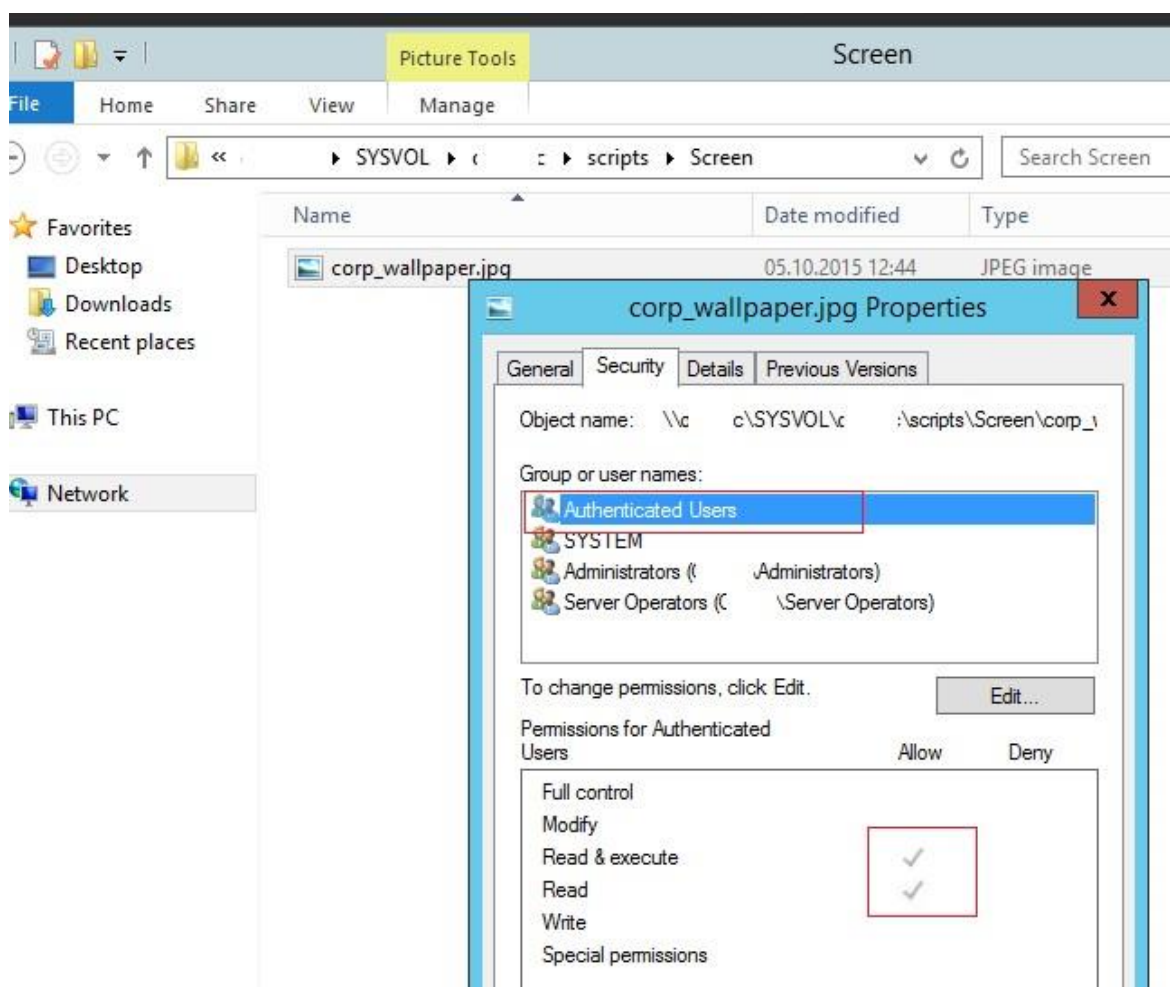 Picture Tools Screen
File Home Share View Manage
« SYSVOL scripts Screen Search Screen
Name Date modified Type
Favorites
Desktop
Downloads
Recent places
This PC
Network
corp_wallpaper.jpg 05.10.2015 12:44 JPEG image
corp_wallpaper.jpg Properties
x
General Security Details Previous Versions
Object name: \\c c\SYSVOL\c :\scripts\Screen\corp_
Group or user names:
Authenticated Users
SYSTEM
Administrators ( \Administrators)
Server Operators ( \Server Operators)
To change permissions, click Edit.
Edit...
Permissions for Authenticated
Users Allow Deny
Full control
Modify
Read & execute
Read
Write
Special permissions